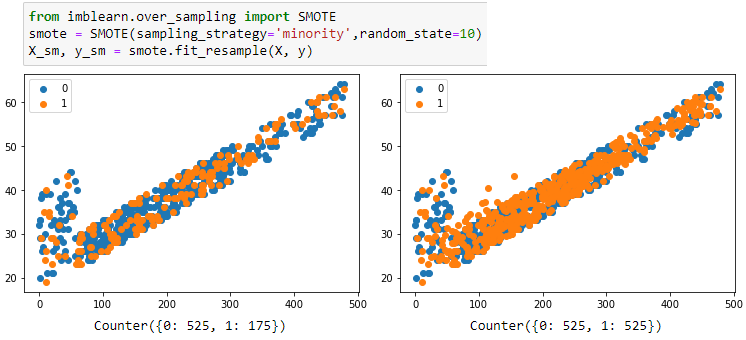 from imblearn.over_sampling import SMOTE
smote = SMOTE(sampling_strategy='minority',random_state=10)
X_sm, y_sm = smote.fit_resample(X, y)
0
1
60
50
40
30
20
0 100 200 300 400 500
Counter({0: 525, 1: 175})
0
1
60
50
40
30
20
0 100 200 300 400 500
Counter({0: 525, 1: 525})